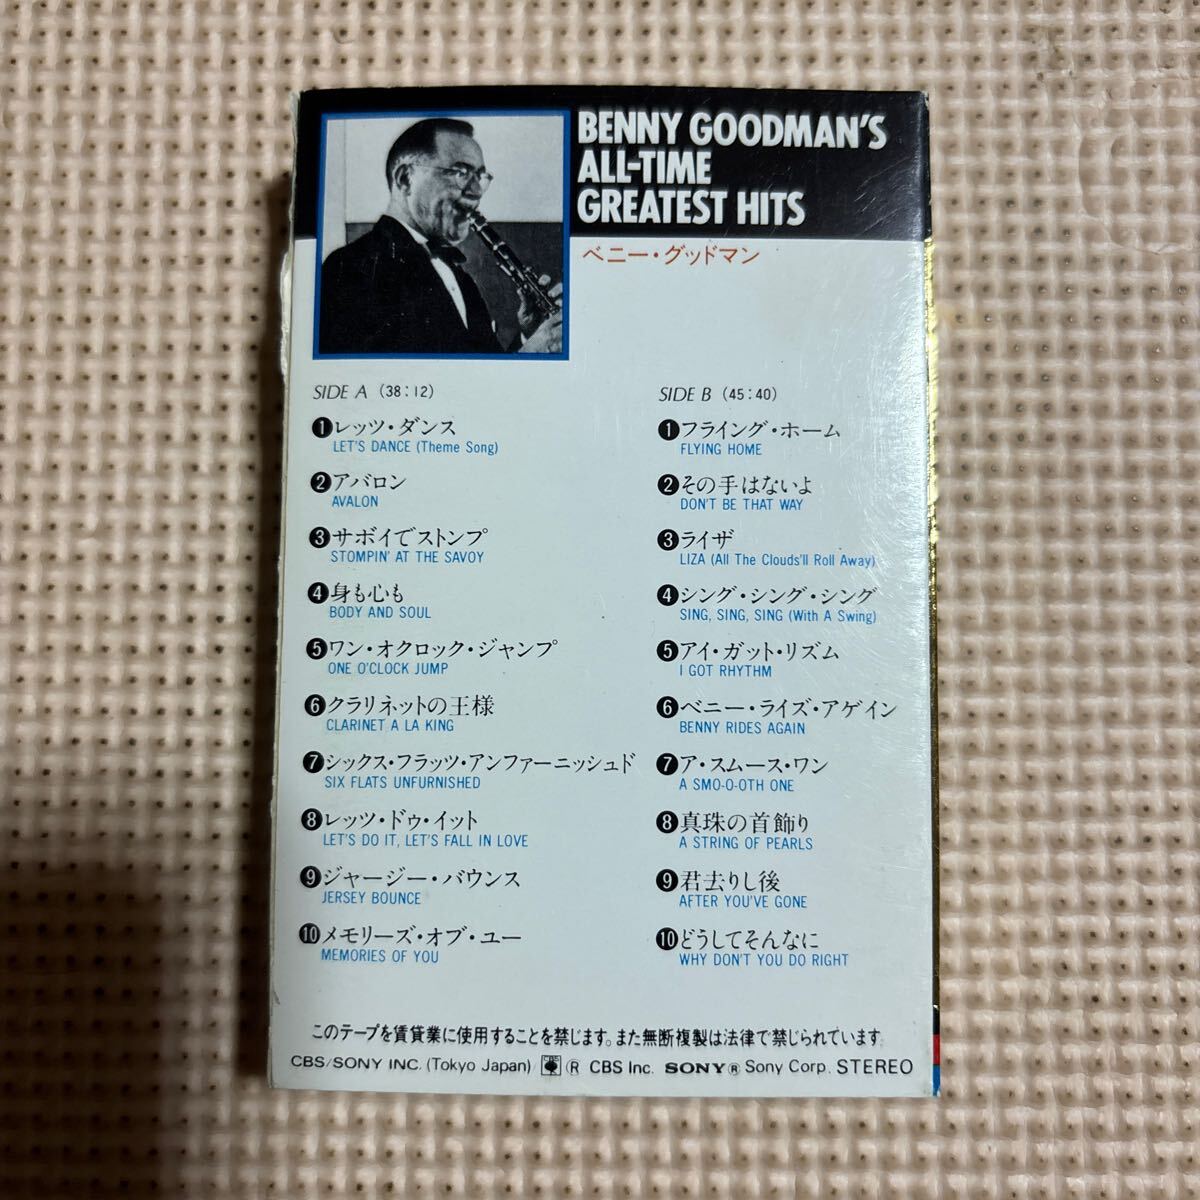 BENNY GOODMAN'S
ALL-TIME
GREATEST HITS
ベニー・グッドマン
SIDE A (38:12)
❶レッツ・ダンス
LET'S DANCE (Theme Song)
❷アバロン
AVALON
❸サボイでストンプ
STOMPIN' AT THE SAVOY
❹身も心も
BODY AND SOUL
❺ワン・オクロック・ジャンプ
ONE O'CLOCK JUMP
❻クラリネットの王様
CLARINET A LA KING
❼シックス・フラッツ・アンファーニッシュド
SIX FLATS UNFURNISHED
❽レッツ・ドゥ・イット
LET'S DO IT, LET'S FALL IN LOVE
❾ジャージー・バウンス
JERSEY BOUNCE
❿メモリーズ・オブ・ユー
MEMORIES OF YOU
SIDE B (45:40)
❶フライング・ホーム
FLYING HOME
❷その手はないよ
DON'T BE THAT WAY
❸ライザ
LIZA (All The Clouds'll Roll Away)
❹シング・シング・シング
SING, SING, SING (With A Swing)
❺アイ・ガット・リズム
I GOT RHYTHM
❻ベニー・ライズ・アゲイン
BENNY RIDES AGAIN
❼ア・スムース・ワン
A SMO-O-OTH ONE
❽真珠の首飾り
A STRING OF PEARLS
❾君去りし後
AFTER YOU'VE GONE
❿どうしてそんなに
WHY DON'T YOU DO RIGHT
このテープを賃貸業に使用することを禁じます。また無断複製は法律で禁じられています。
CBS/SONY INC. (Tokyo Japan) CBS Ⓡ CBS Inc. SONY® Sony Corp. STEREO